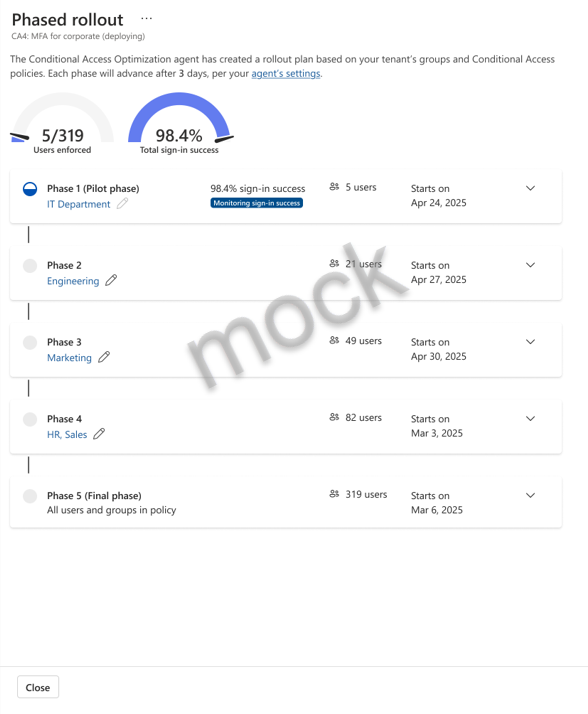 Phased rollout ...
CA4: MFA for corporate (deploying)
The Conditional Access Optimization agent has created a rollout plan based on your tenant's groups and Conditional Access
policies. Each phase will advance after 3 days, per your agent's settings.
5/319
Users enforced
98.4%
Total sign-in success
Phase 1 (Pilot phase)
IT Department
98.4% sign-in success
Monitoring sign-in success
5 users
Starts on
Apr 24, 2025
Phase 2
Engineering
21 users
Starts on
Apr 27, 2025
Phase 3
Marketing
49 users
Starts on
Apr 30, 2025
Phase 4
HR, Sales
82 users
Starts on
Mar 3, 2025
Phase 5 (Final phase)
All users and groups in policy
319 users
Starts on
Mar 6, 2025
mock
Close